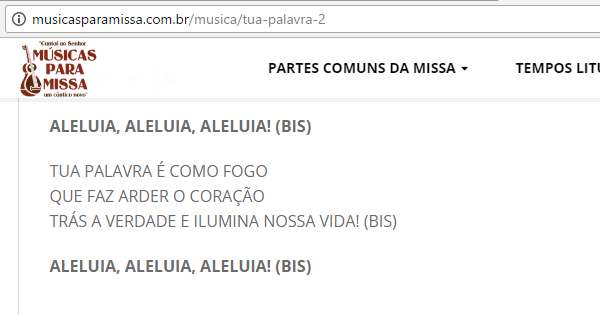 musicasparamissa.com.br/musica/tua-palavra-2
"Cantai ao Senhor
MÚSICAS
PARA
MISSA
um cântico novo"
PARTES COMUNS DA MISSA
TEMPOS LITU
ALELUIA, ALELUIA, ALELUIA! (BIS)
TUA PALAVRA É COMO FOGO
QUE FAZ ARDER O CORAÇÃO
TRÁS A VERDADE E ILUMINA NOSSA VIDA! (BIS)
ALELUIA, ALELUIA, ALELUIA! (BIS)